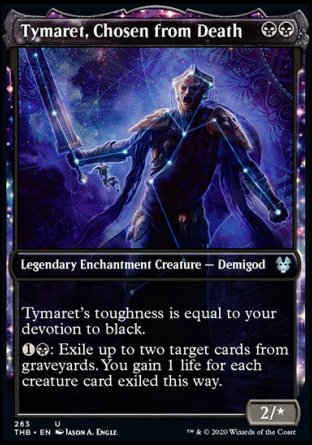 Tymaret, Chosen from Death
Legendary Enchantment Creature — Demigod
Tymaret's toughness is equal to your
devotion to black.
1: Exile up to two target cards from
graveyards. You gain 1 life for each
creature card exiled this way.
2/*
263 U
THB • EN Jason A. Engle
™ & © 2020 Wizards of the Coast